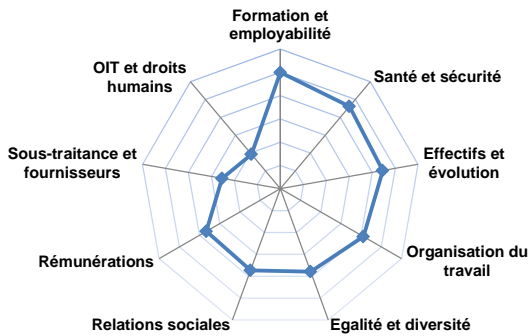 Formation et
employabilité
Santé et sécurité
Effectifs et
évolution
Organisation du
travail
Egalité et diversité
Relations sociales
Rémunérations
Sous-traitance et
fournisseurs
OIT et droits
humains